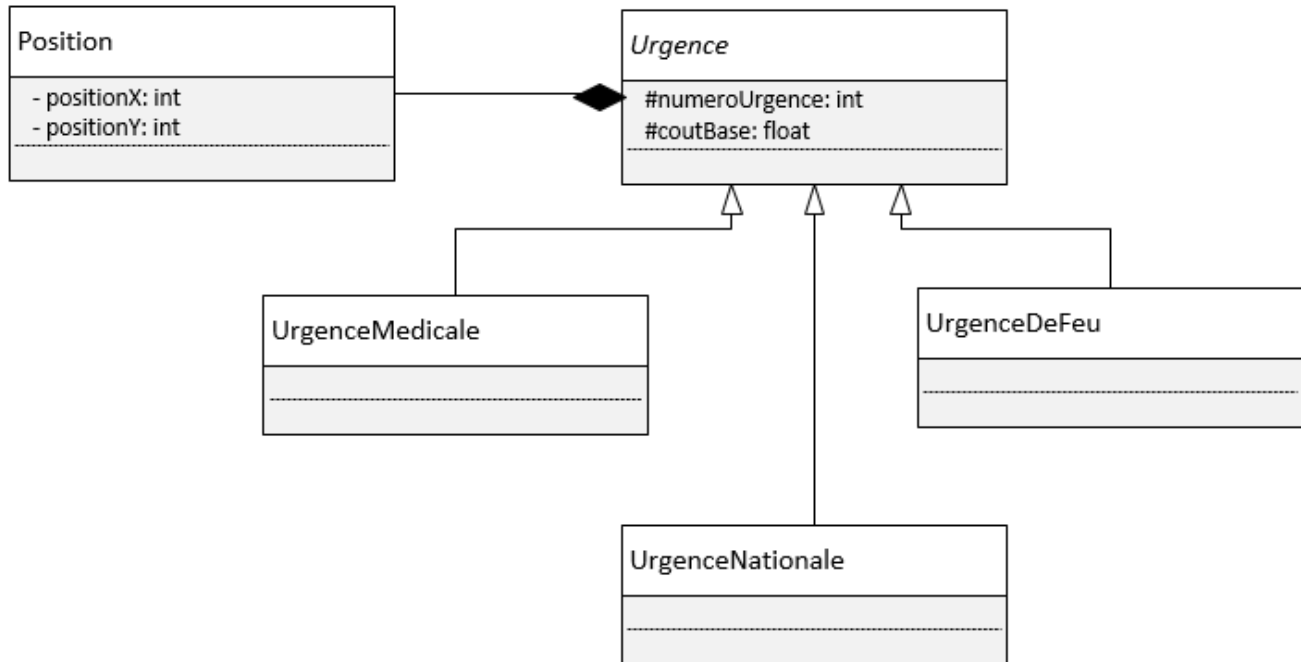 Position
- positionX: int
- positionY: int
Urgence
#numeroUrgence: int
#coutBase: float
UrgenceMedicale
UrgenceDeFeu
UrgenceNationale